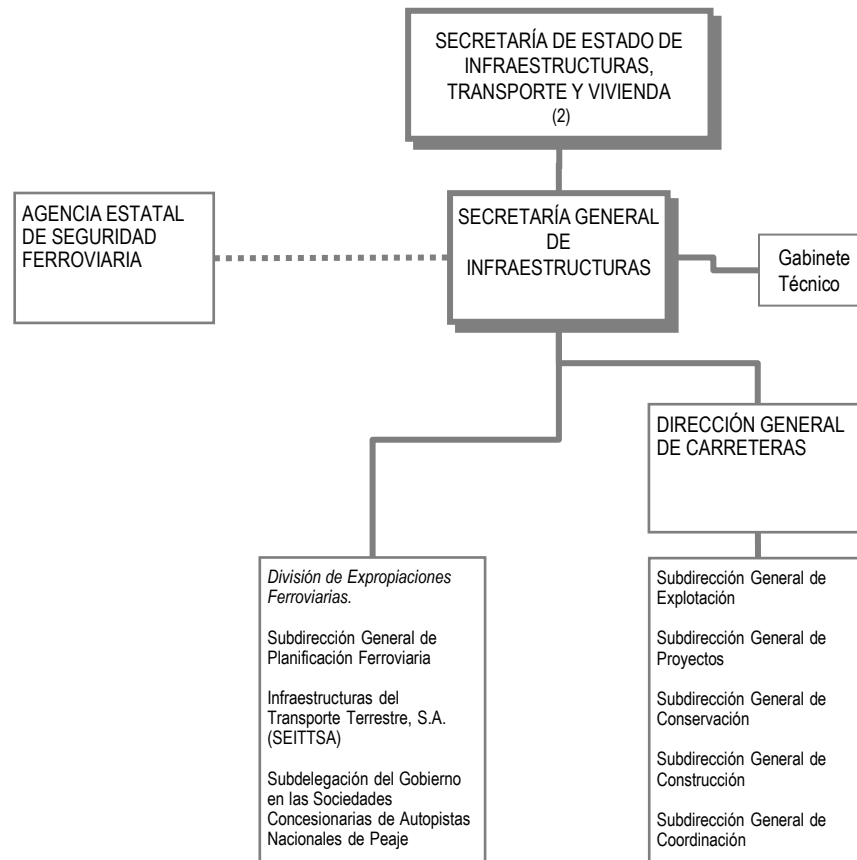 SECRETARÍA DE ESTADO DE
INFRAESTRUCTURAS,
TRANSPORTE Y VIVIENDA
(2)
AGENCIA ESTATAL
DE SEGURIDAD
FERROVIARIA
SECRETARÍA GENERAL
DE
INFRAESTRUCTURAS
Gabinete
Técnico
DIRECCIÓN GENERAL
DE CARRETERAS
División de Expropiaciones
Ferroviarias.
Subdirección General de
Planificación Ferroviaria
Infraestructuras del
Transporte Terrestre, S.A.
(SEITTSA)
Subdelegación del Gobierno
en las Sociedades
Concesionarias de Autopistas
Nacionales de Peaje
Subdirección General de
Explotación
Subdirección General de
Proyectos
Subdirección General de
Conservación
Subdirección General de
Construcción
Subdirección General de
Coordinación